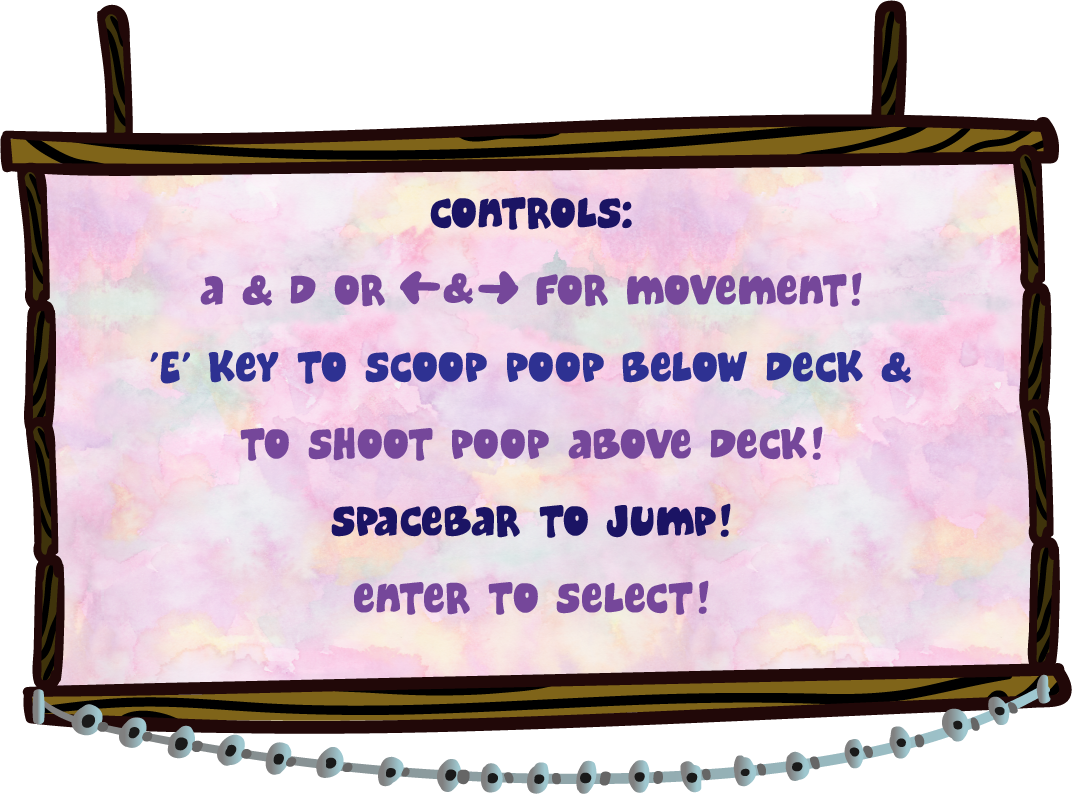 CONTROLS:
A & D OR ←&→ FOR MOVEMENT!
'E' KEY TO SCOOP POOP BELOW DECK &
TO SHOOT POOP ABOVE DECK!
SPACEBAR TO JUMP!
ENTER TO SELECT!